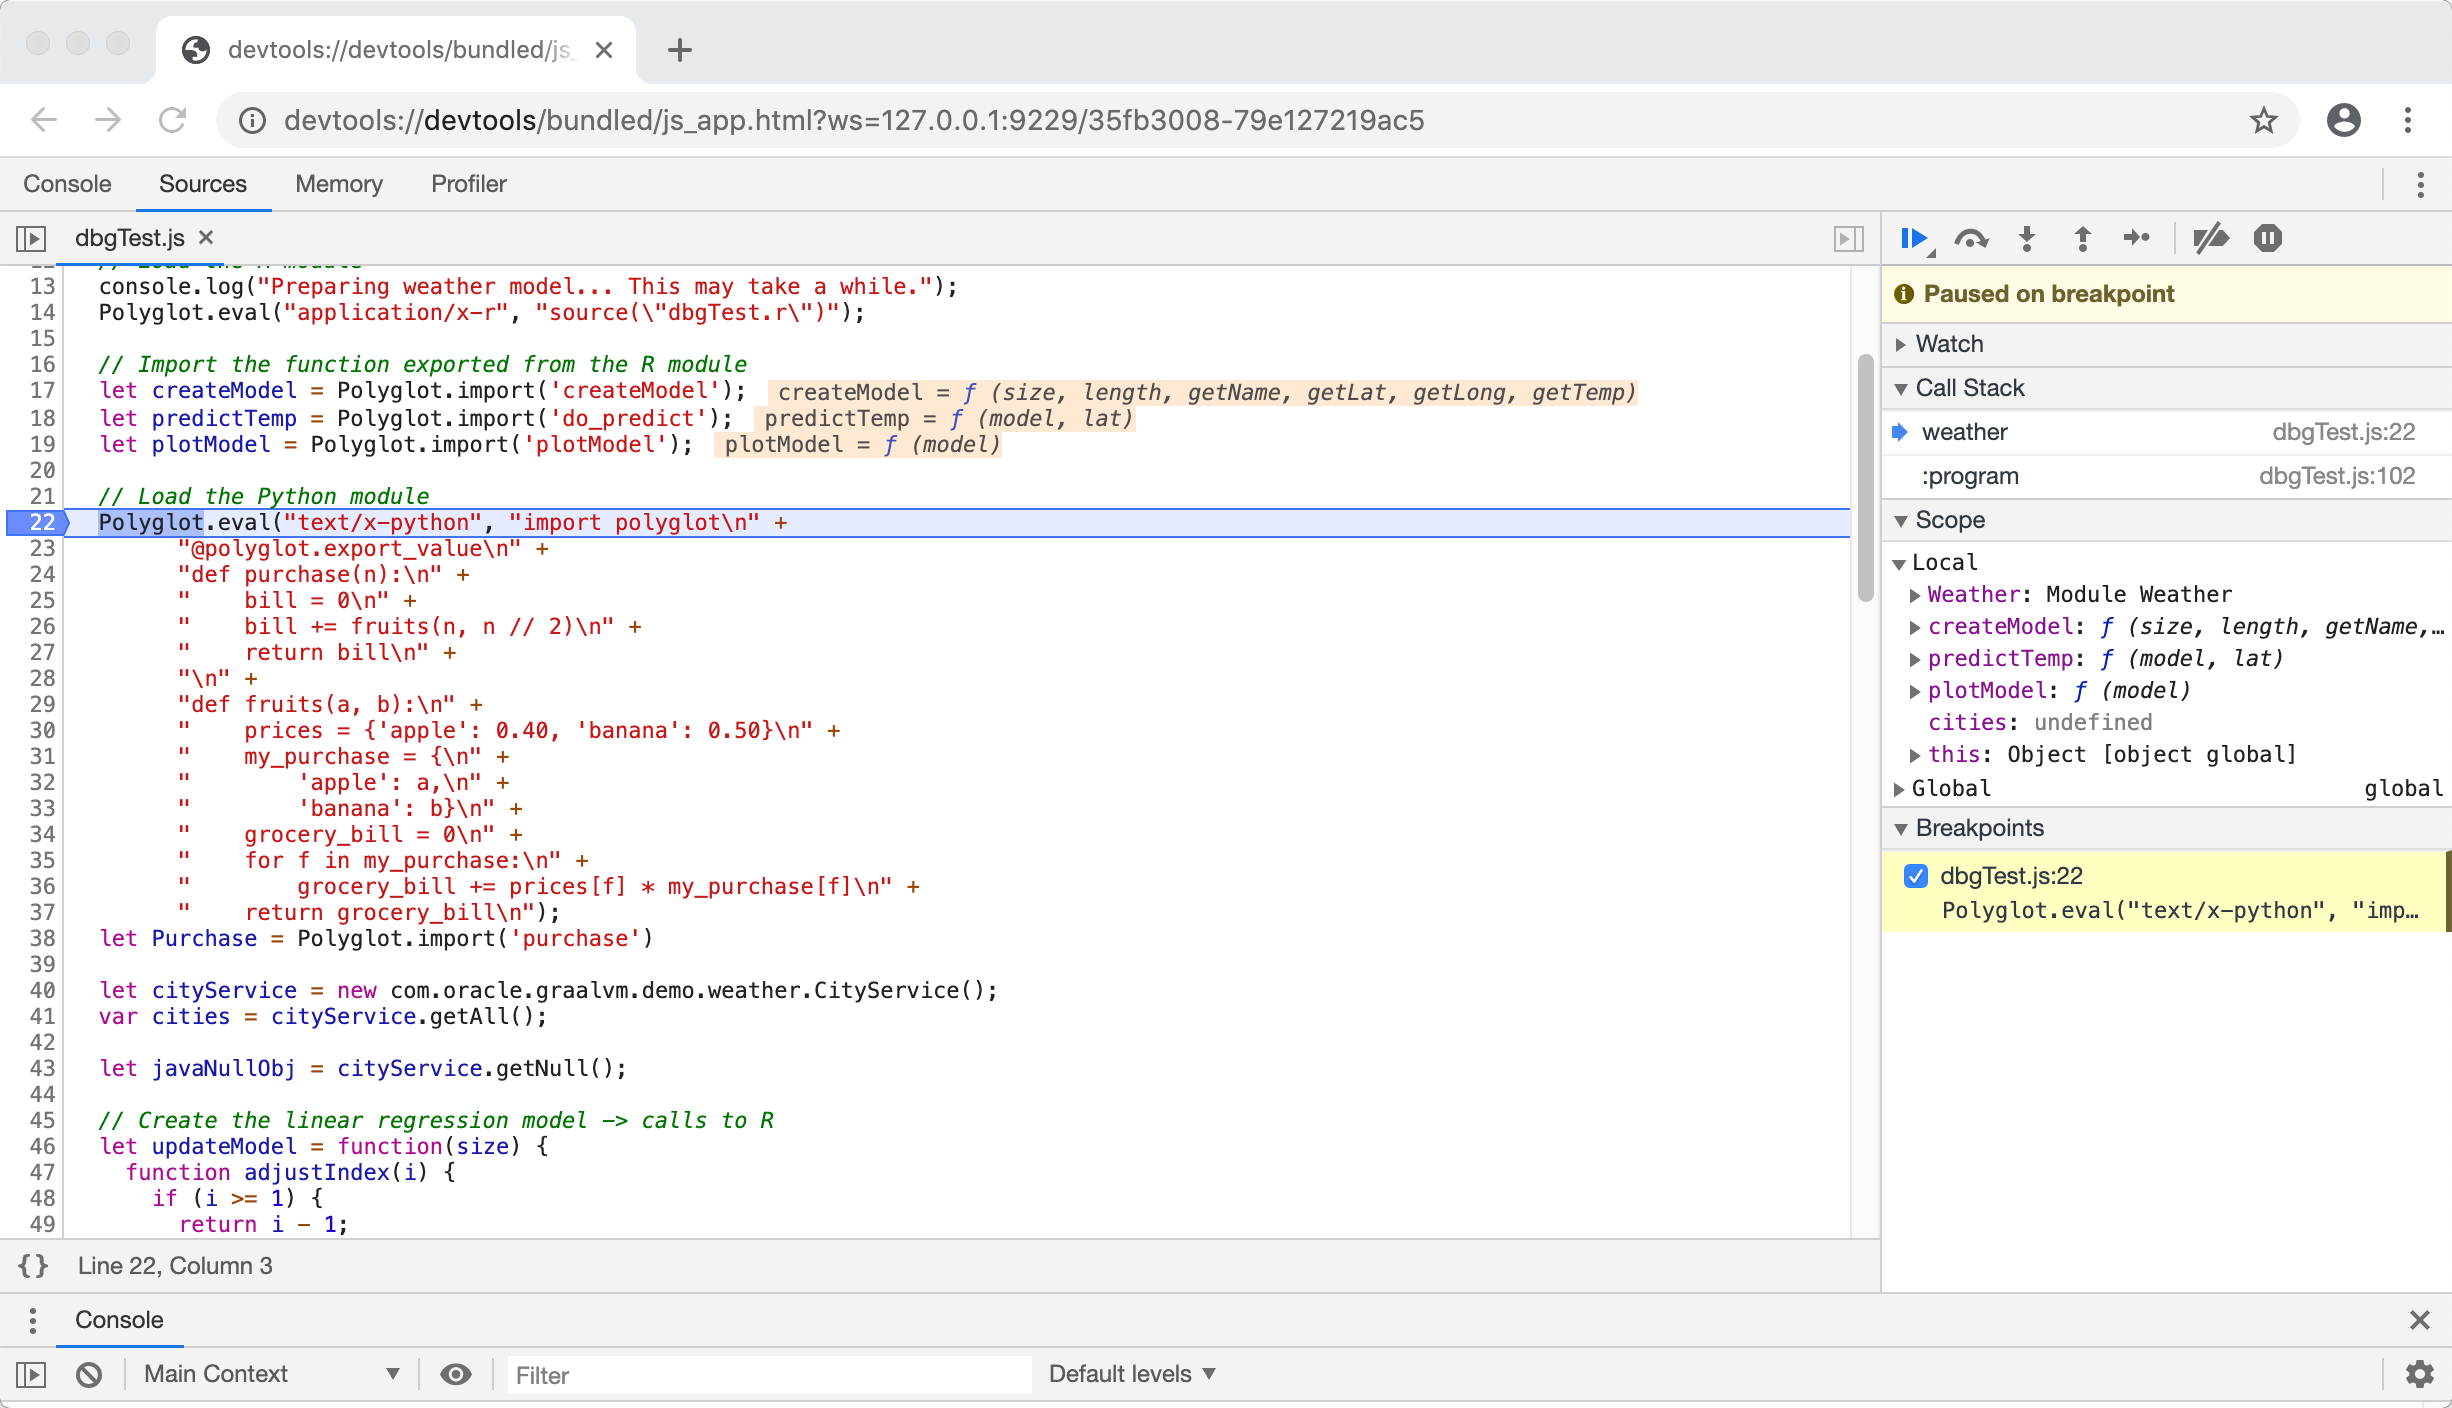 devtools://devtools/bundled/js_
devtools://devtools/bundled/js_app.html?ws=127.0.0.1:9229/35fb3008-79e127219ac5
Console Sources Memory Profiler
dbgTest.js
13 console.log("Preparing weather model... This may take a while.");
14 Polyglot.eval("application/x-r", "source(\"dbgTest.r\")");
15
16 // Import the function exported from the R module
17 let createModel = Polyglot.import('createModel'); createModel = ƒ (size, length, getName, getLat, getLong, getTemp)
18 let predictTemp = Polyglot.import('do_predict'); predictTemp = ƒ (model, lat)
19 let plotModel = Polyglot.import('plotModel'); plotModel = ƒ (model)
20
21 // Load the Python module
22 Polyglot.eval("text/x-python", "import polyglot\n" +
23 "@polyglot.export_value\n" +
24 "def purchase(n):\n" +
25 "    bill = 0\n" +
26 "    bill += fruits(n, n // 2)\n" +
27 "    return bill\n" +
28 "\n" +
29 "def fruits(a, b):\n" +
30 "    prices = {'apple': 0.40, 'banana': 0.50}\n" +
31 "    my_purchase = {\n" +
32 "        'apple': a,\n" +
33 "        'banana': b}\n" +
34 "    grocery_bill = 0\n" +
35 "    for f in my_purchase:\n" +
36 "        grocery_bill += prices[f] * my_purchase[f]\n" +
37 "    return grocery_bill\n");
38 let Purchase = Polyglot.import('purchase')
39
40 let cityService = new com.oracle.graalvm.demo.weather.CityService();
41 var cities = cityService.getAll();
42
43 let javaNullObj = cityService.getNull();
44
45 // Create the linear regression model -> calls to R
46 let updateModel = function(size) {
47 function adjustIndex(i) {
48 if (i >= 1) {
49 return i - 1;
{} Line 22, Column 3
Paused on breakpoint
Watch
Call Stack
weather dbgTest.js:22
:program dbgTest.js:102
Scope
Local
Weather: Module Weather
createModel: ƒ (size, length, getName,…
predictTemp: ƒ (model, lat)
plotModel: ƒ (model)
cities: undefined
this: Object [object global]
Global global
Breakpoints
dbgTest.js:22
Polyglot.eval("text/x-python", "imp…
Console
Main Context Filter Default levels